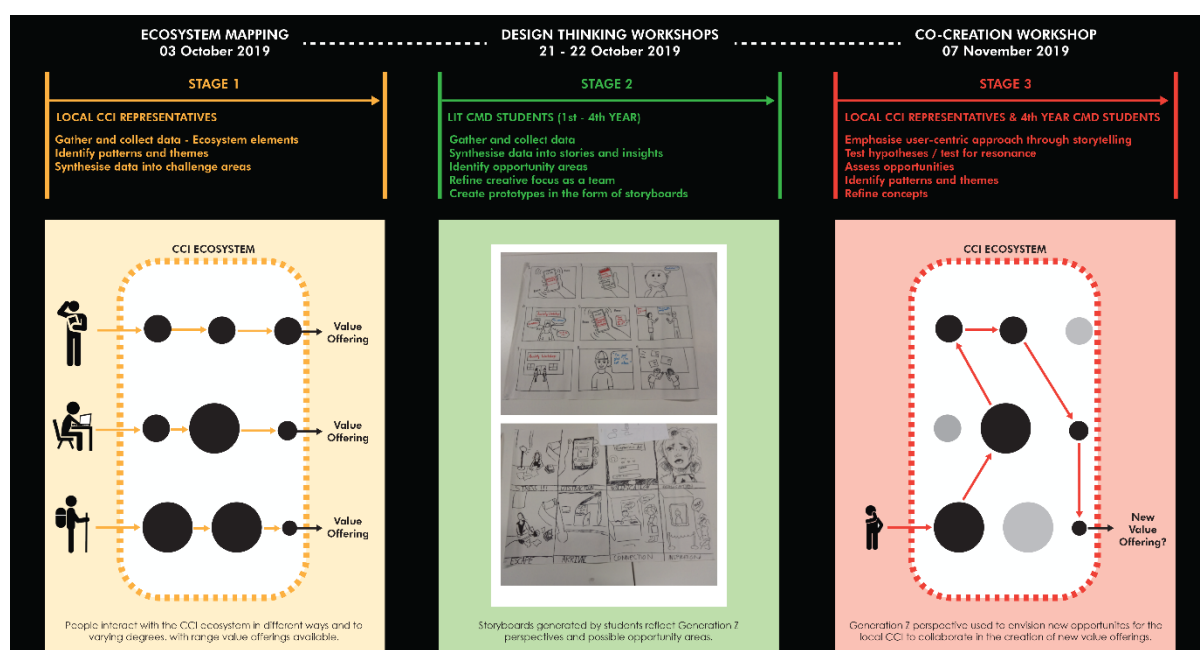 ECOSYSTEM MAPPING
03 October 2019
DESIGN THINKING WORKSHOPS
21 - 22 October 2019
CO-CREATION WORKSHOP
07 November 2019
STAGE 1
LOCAL CCI REPRESENTATIVES
Gather and collect data - Ecosystem elements
Identify patterns and themes
Synthesise data into challenge areas
STAGE 2
LIT CMD STUDENTS (1st - 4th YEAR)
Gather and collect data
Synthesise data into stories and insights
Identify opportunity areas
Refine creative focus as a team
Create prototypes in the form of storyboards
STAGE 3
LOCAL CCI REPRESENTATIVES & 4th YEAR CMD STUDENTS
Emphasise user-centric approach through storytelling
Test hypotheses / test for resonance
Assess opportunities
Identify patterns and themes
Refine concepts
CCI ECOSYSTEM
Value
Offering
Value
Offering
Value
Offering
People interact with the CCI ecosystem in different ways and to
varying degrees, with range value offerings available.
ESCAPE
ARRIVE
CONNECTION
Storyboards generated by students reflect Generation Z
perspectives and possible opportunity areas.
CCI ECOSYSTEM
New
Value
Offering?
Generation Z perspective used to envision new opportunites for the
local CCI to collaborate in the creation of new value offerings.